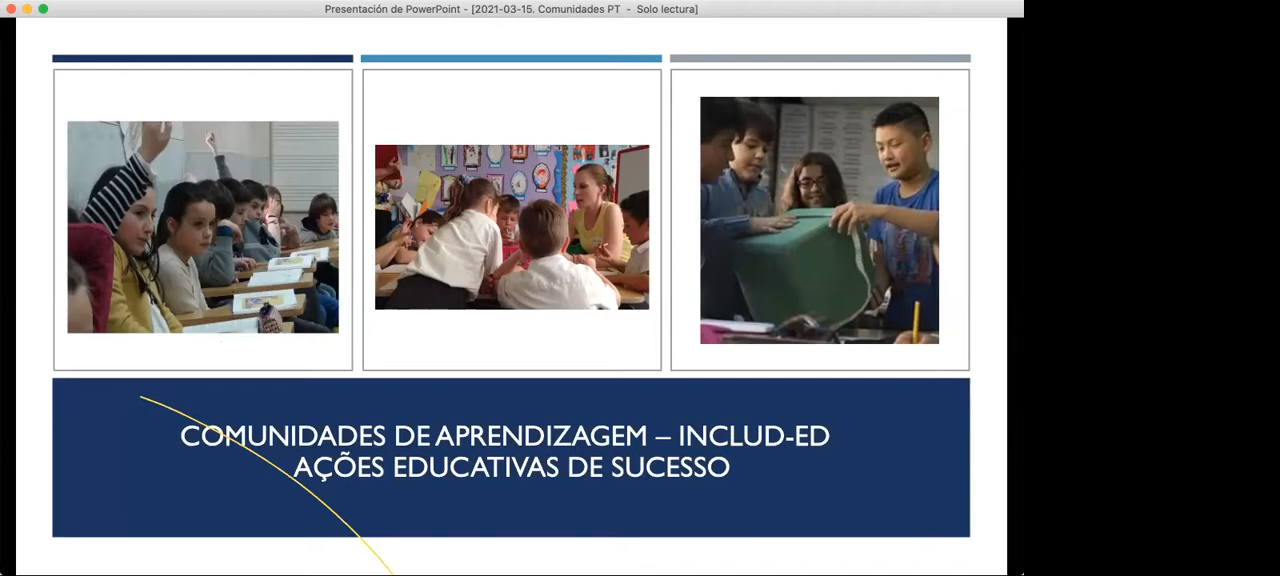 Presentación de PowerPoint - [2021-03-15. Comunidades PT - Solo lectura]
COMUNIDADES DE APRENDIZAGEM – INCLUD-ED
AÇÕES EDUCATIVAS DE SUCESSO